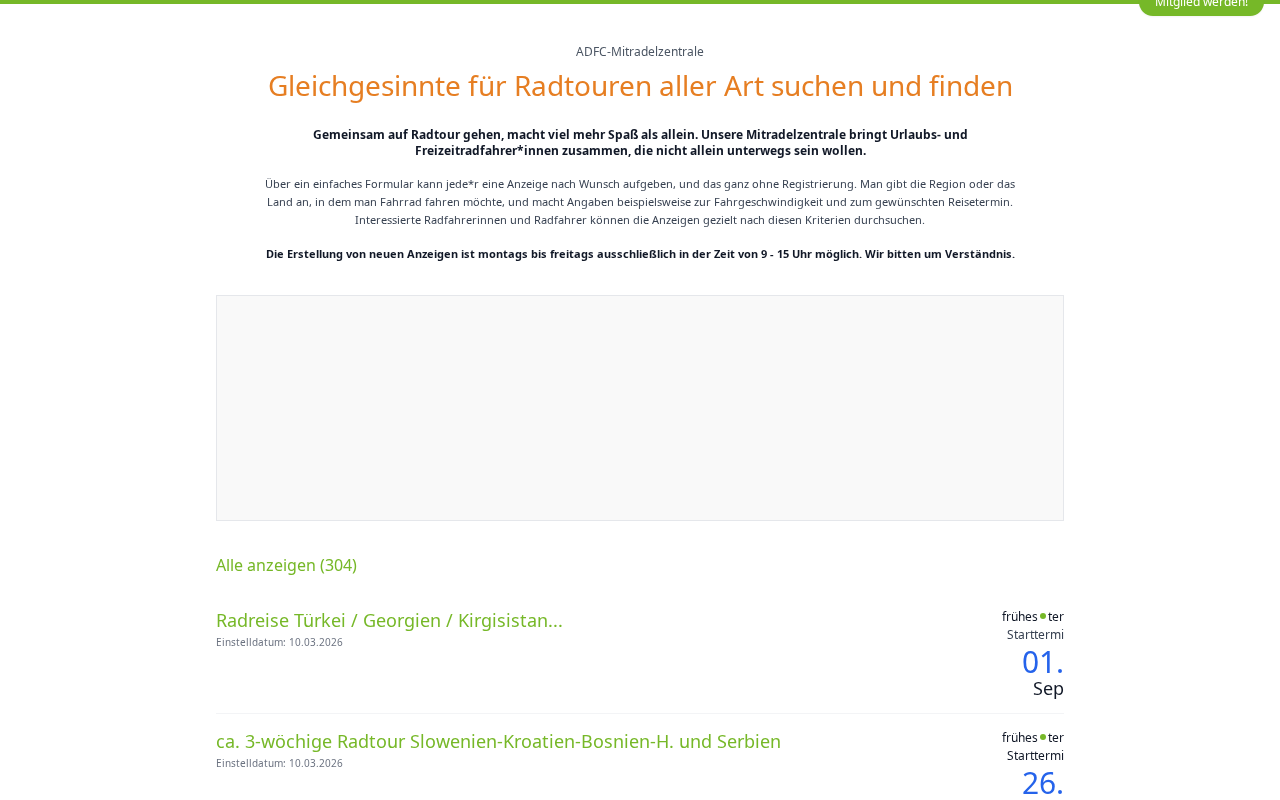 Mitglied werden!
ADFC-Mitradelzentrale
Gleichgesinnte für Radtouren aller Art suchen und finden
Gemeinsam auf Radtour gehen, macht viel mehr Spaß als allein. Unsere Mitradelzentrale bringt Urlaubs- und
Freizeitradfahrer*innen zusammen, die nicht allein unterwegs sein wollen.
Über ein einfaches Formular kann jede*r eine Anzeige nach Wunsch aufgeben, und das ganz ohne Registrierung. Man gibt die Region oder das
Land an, in dem man Fahrrad fahren möchte, und macht Angaben beispielsweise zur Fahrgeschwindigkeit und zum gewünschten Reisetermin.
Interessierte Radfahrerinnen und Radfahrer können die Anzeigen gezielt nach diesen Kriterien durchsuchen.
Die Erstellung von neuen Anzeigen ist montags bis freitags ausschließlich in der Zeit von 9 - 15 Uhr möglich. Wir bitten um Verständnis.
Alle anzeigen (304)
Radreise Türkei / Georgien / Kirgisistan...
Einstelldatum: 10.03.2026
frühes ter
Starttermi
01.
Sep
ca. 3-wöchige Radtour Slowenien-Kroatien-Bosnien-H. und Serbien
Einstelldatum: 10.03.2026
frühes ter
Starttermi
26.